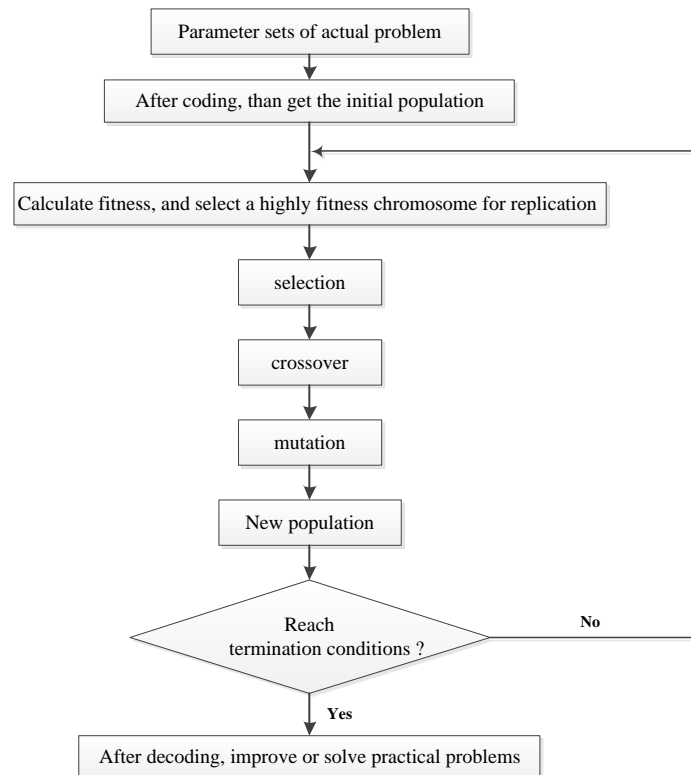 Parameter sets of actual problem
After coding, than get the initial population
Calculate fitness, and select a highly fitness chromosome for replication
selection
crossover
mutation
New population
Reach
termination conditions ?
No
Yes
After decoding, improve or solve practical problems